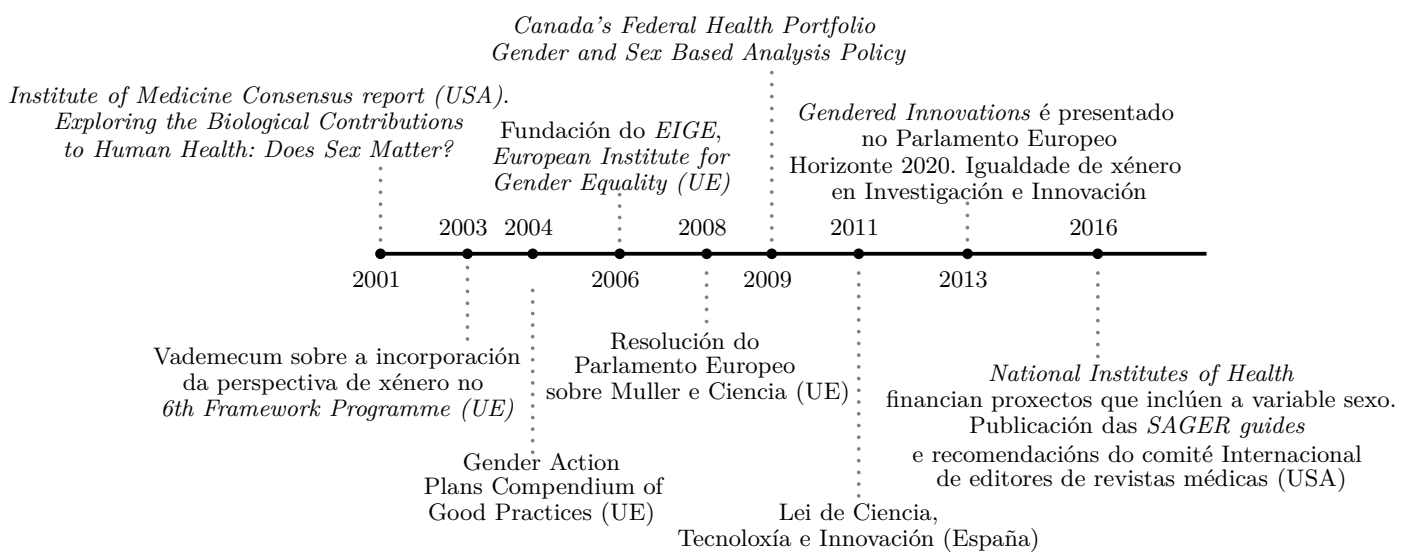 Canada's Federal Health Portfolio
Gender and Sex Based Analysis Policy
Institute of Medicine Consensus report (USA).
Exploring the Biological Contributions
to Human Health: Does Sex Matter?
Fundación do EIGE,
European Institute for
Gender Equality (UE)
Gendered Innovations é presentado
no Parlamento Europeo
Horizonte 2020. Igualdade de xénero
en Investigación e Innovación
2003 2004 2008 2011 2016
2001 2006 2009 2013
Vademecum sobre a incorporación
da perspectiva de xénero no
6th Framework Programme (UE)
Resolución do
Parlamento Europeo
sobre Muller e Ciencia (UE)
National Institutes of Health
financian proxectos que inclúen a variable sexo.
Publicación das SAGER guides
e recomendacións do comité Internacional
de editores de revistas médicas (USA)
Gender Action
Plans Compendium of
Good Practices (UE)
Lei de Ciencia,
Tecnoloxía e Innovación (España)